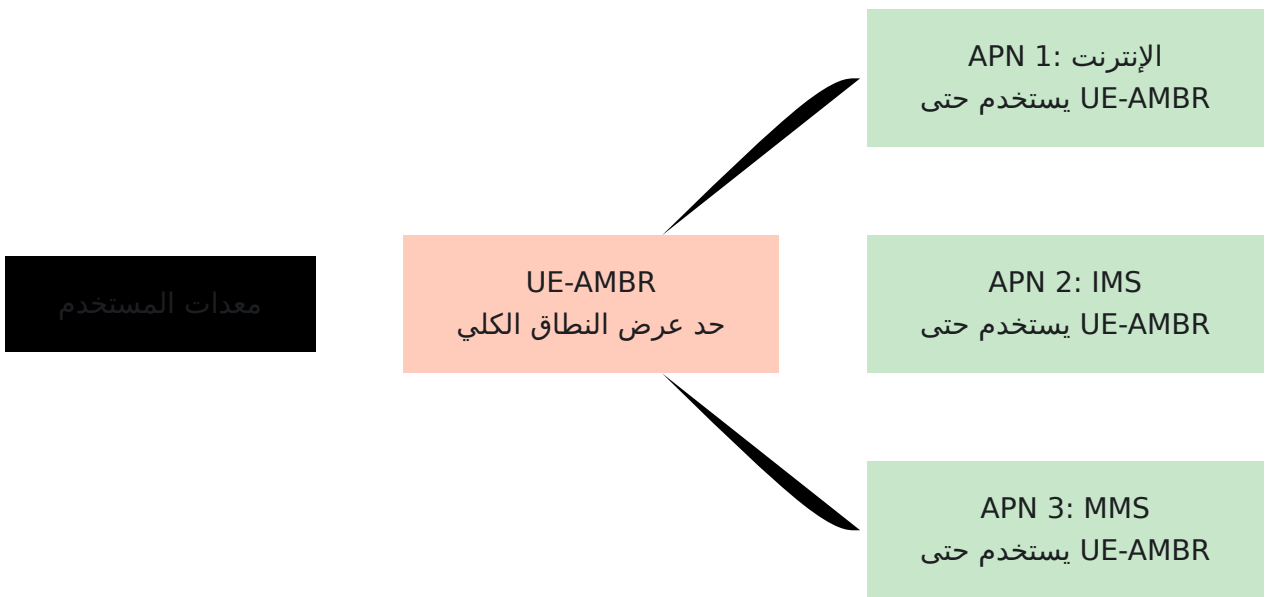 معدات المستخدم
UE-AMBR
حد عرض النطاق الكلي
APN 1: الإنترنت
يستخدم حتى UE-AMBR
APN 2: IMS
يستخدم حتى UE-AMBR
APN 3: MMS
يستخدم حتى UE-AMBR